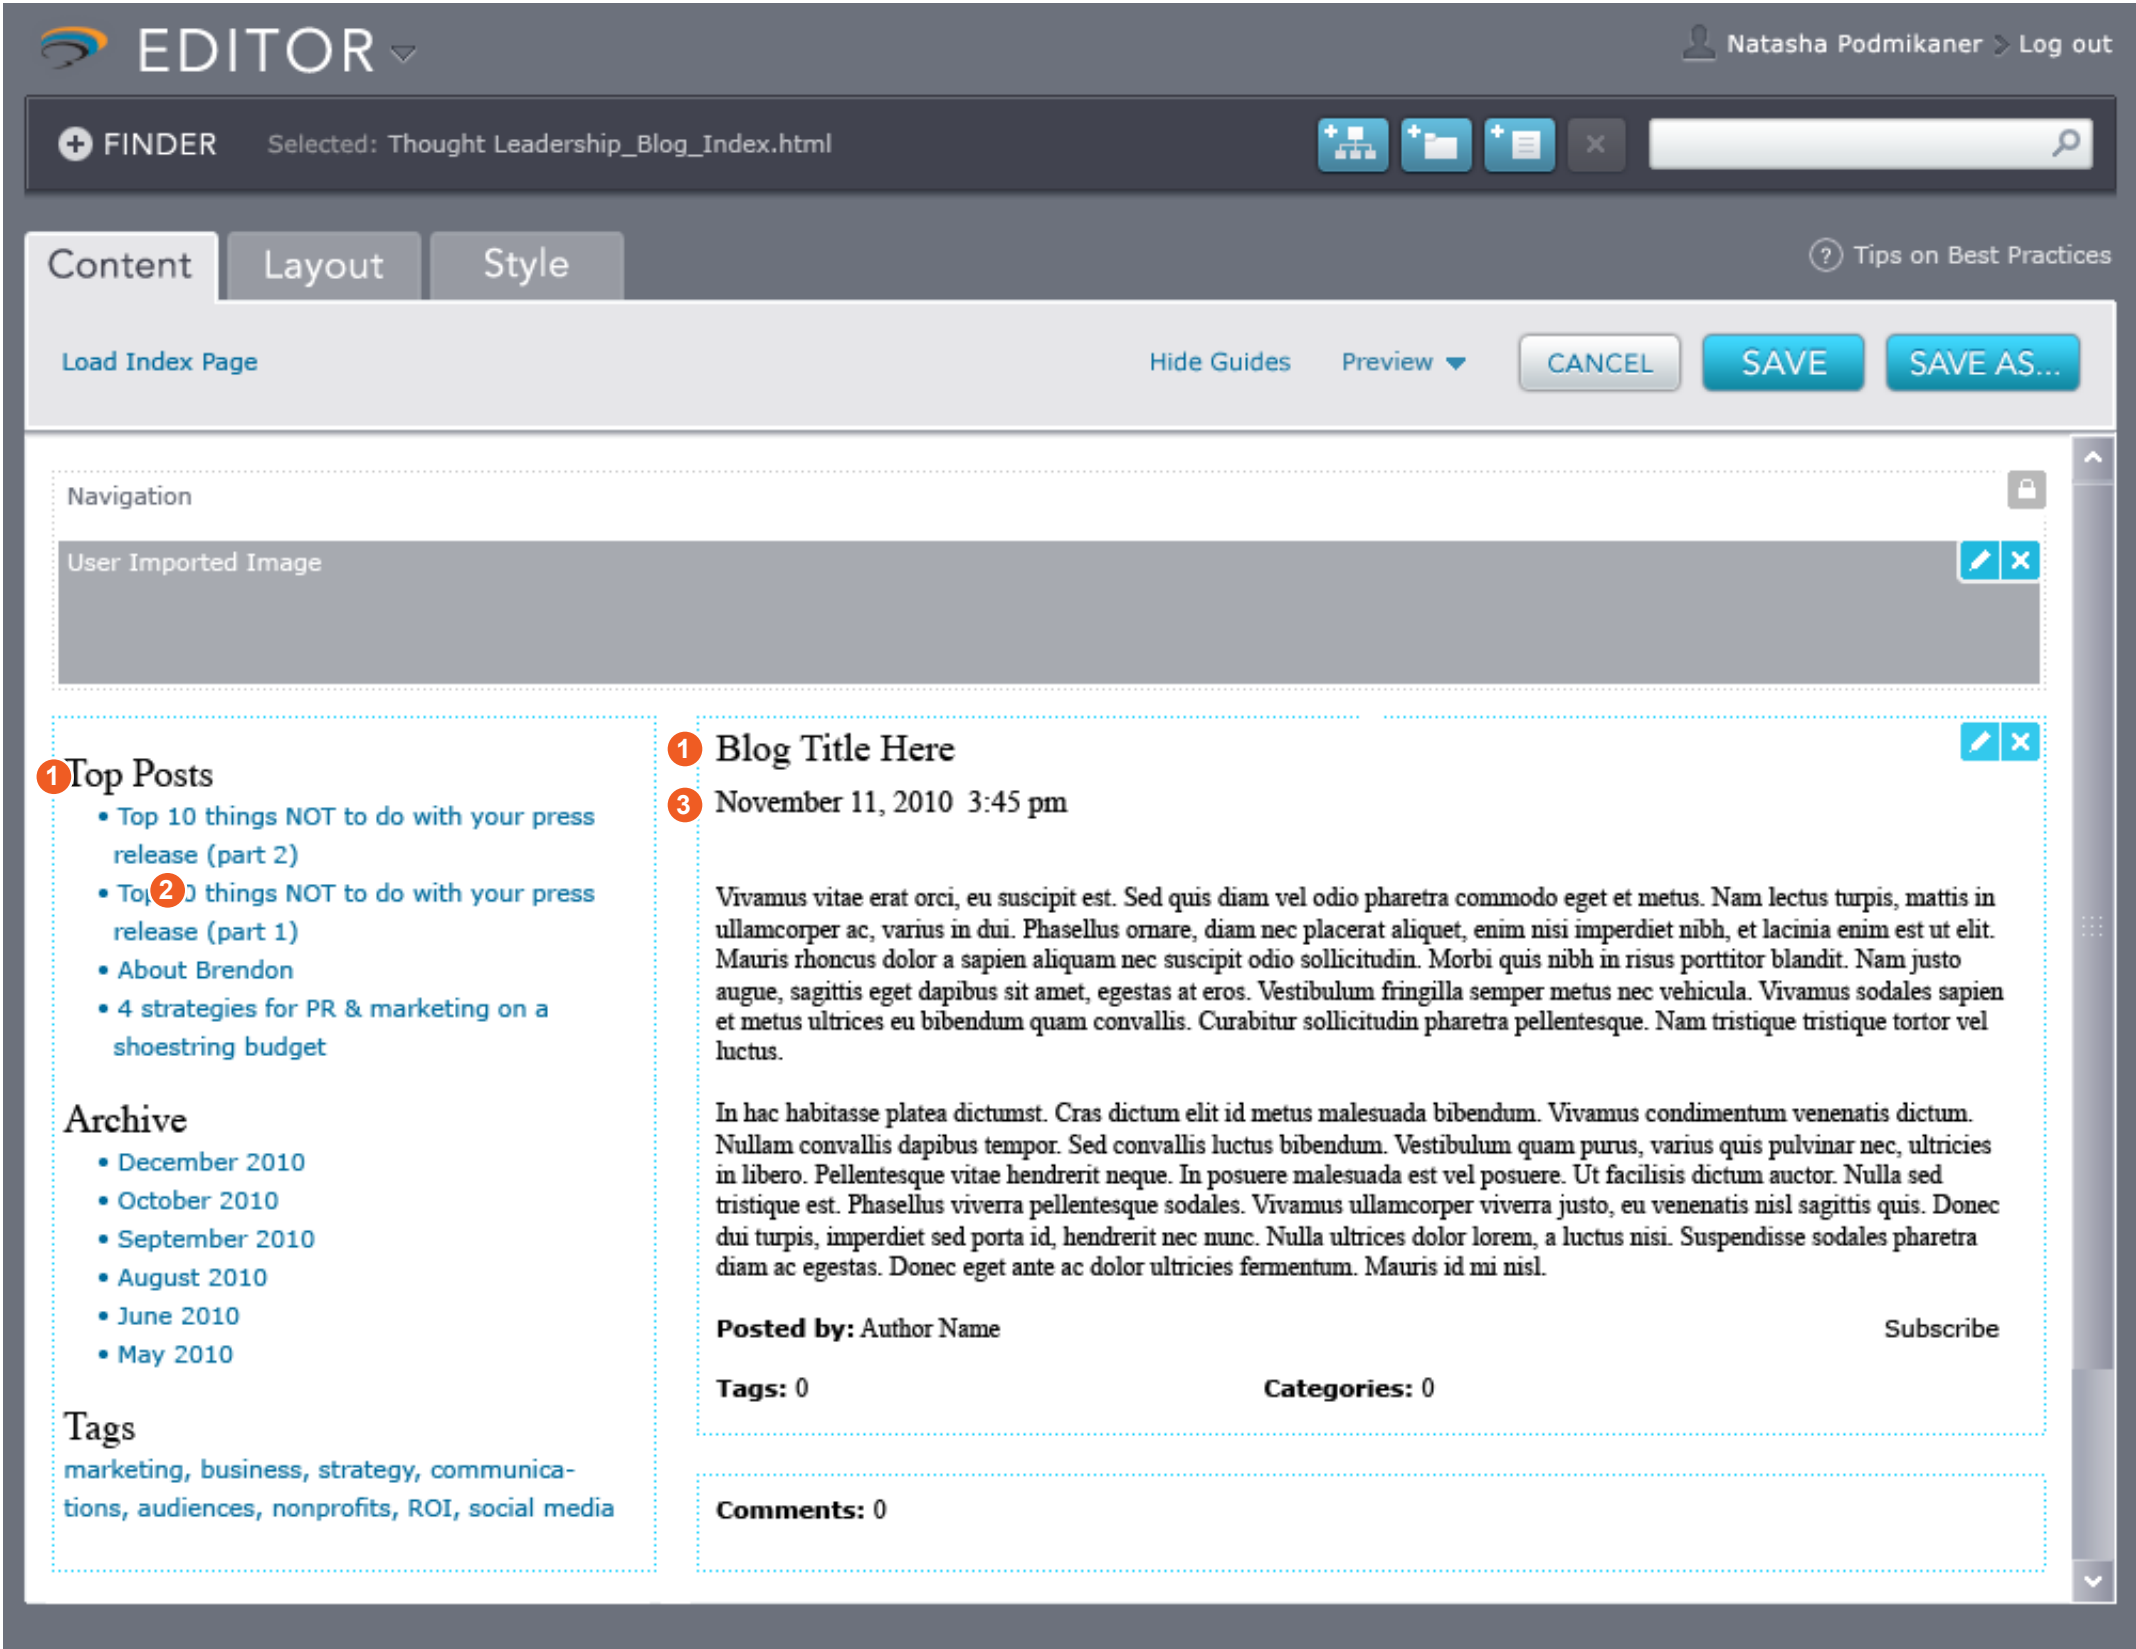 EDITOR
Natasha Podmikaner > Log out
FINDER
Selected: Thought Leadership_Blog_Index.html
Content
Layout
Style
? Tips on Best Practices
Load Index Page
Hide Guides
Preview
CANCEL
SAVE
SAVE AS...
Navigation
User Imported Image
1 Top Posts
• Top 10 things NOT to do with your press
release (part 2)
• Top 2 0 things NOT to do with your press
release (part 1)
• About Brendon
• 4 strategies for PR & marketing on a
shoestring budget
Archive
• December 2010
• October 2010
• September 2010
• August 2010
• June 2010
• May 2010
Tags
marketing, business, strategy, communica-
tions, audiences, nonprofits, ROI, social media
1 Blog Title Here
3 November 11, 2010 3:45 pm
Vivamus vitae erat orci, eu suscipit est. Sed quis diam vel odio pharetra commodo eget et metus. Nam lectus turpis, mattis in
ullamcorper ac, varius in dui. Phasellus ornare, diam nec placerat aliquet, enim nisi imperdiet nibh, et lacinia enim est ut elit.
Mauris rhoncus dolor a sapien aliquam nec suscipit odio sollicitudin. Morbi quis nibh in risus porttitor blandit. Nam justo
augue, sagittis eget dapibus sit amet, egestas at eros. Vestibulum fringilla semper metus nec vehicula. Vivamus sodales sapien
et metus ultrices eu bibendum quam convallis. Curabitur sollicitudin pharetra pellentesque. Nam tristique tristique tortor vel
luctus.
In hac habitasse platea dictumst. Cras dictum elit id metus malesuada bibendum. Vivamus condimentum venenatis dictum.
Nullam convallis dapibus tempor. Sed convallis luctus bibendum. Vestibulum quam purus, varius quis pulvinar nec, ultricies
in libero. Pellentesque vitae hendrerit neque. In posuere malesuada est vel posuere. Ut facilisis dictum auctor. Nulla sed
tristique est. Phasellus viverra pellentesque sodales. Vivamus ullamcorper viverra justo, eu venenatis nisl sagittis quis. Donec
dui turpis, imperdiet sed porta id, hendrerit nec nunc. Nulla ultrices dolor lorem, a luctus nisi. Suspendisse sodales pharetra
diam ac egestas. Donec eget ante ac dolor ultricies fermentum. Mauris id mi nisl.
Posted by: Author Name
Subscribe
Tags: 0
Categories: 0
Comments: 0